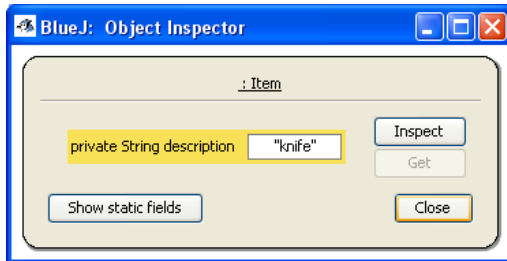 BlueJ: Object Inspector
: Item
private String description "knife"
Inspect
Get
Show static fields
Close